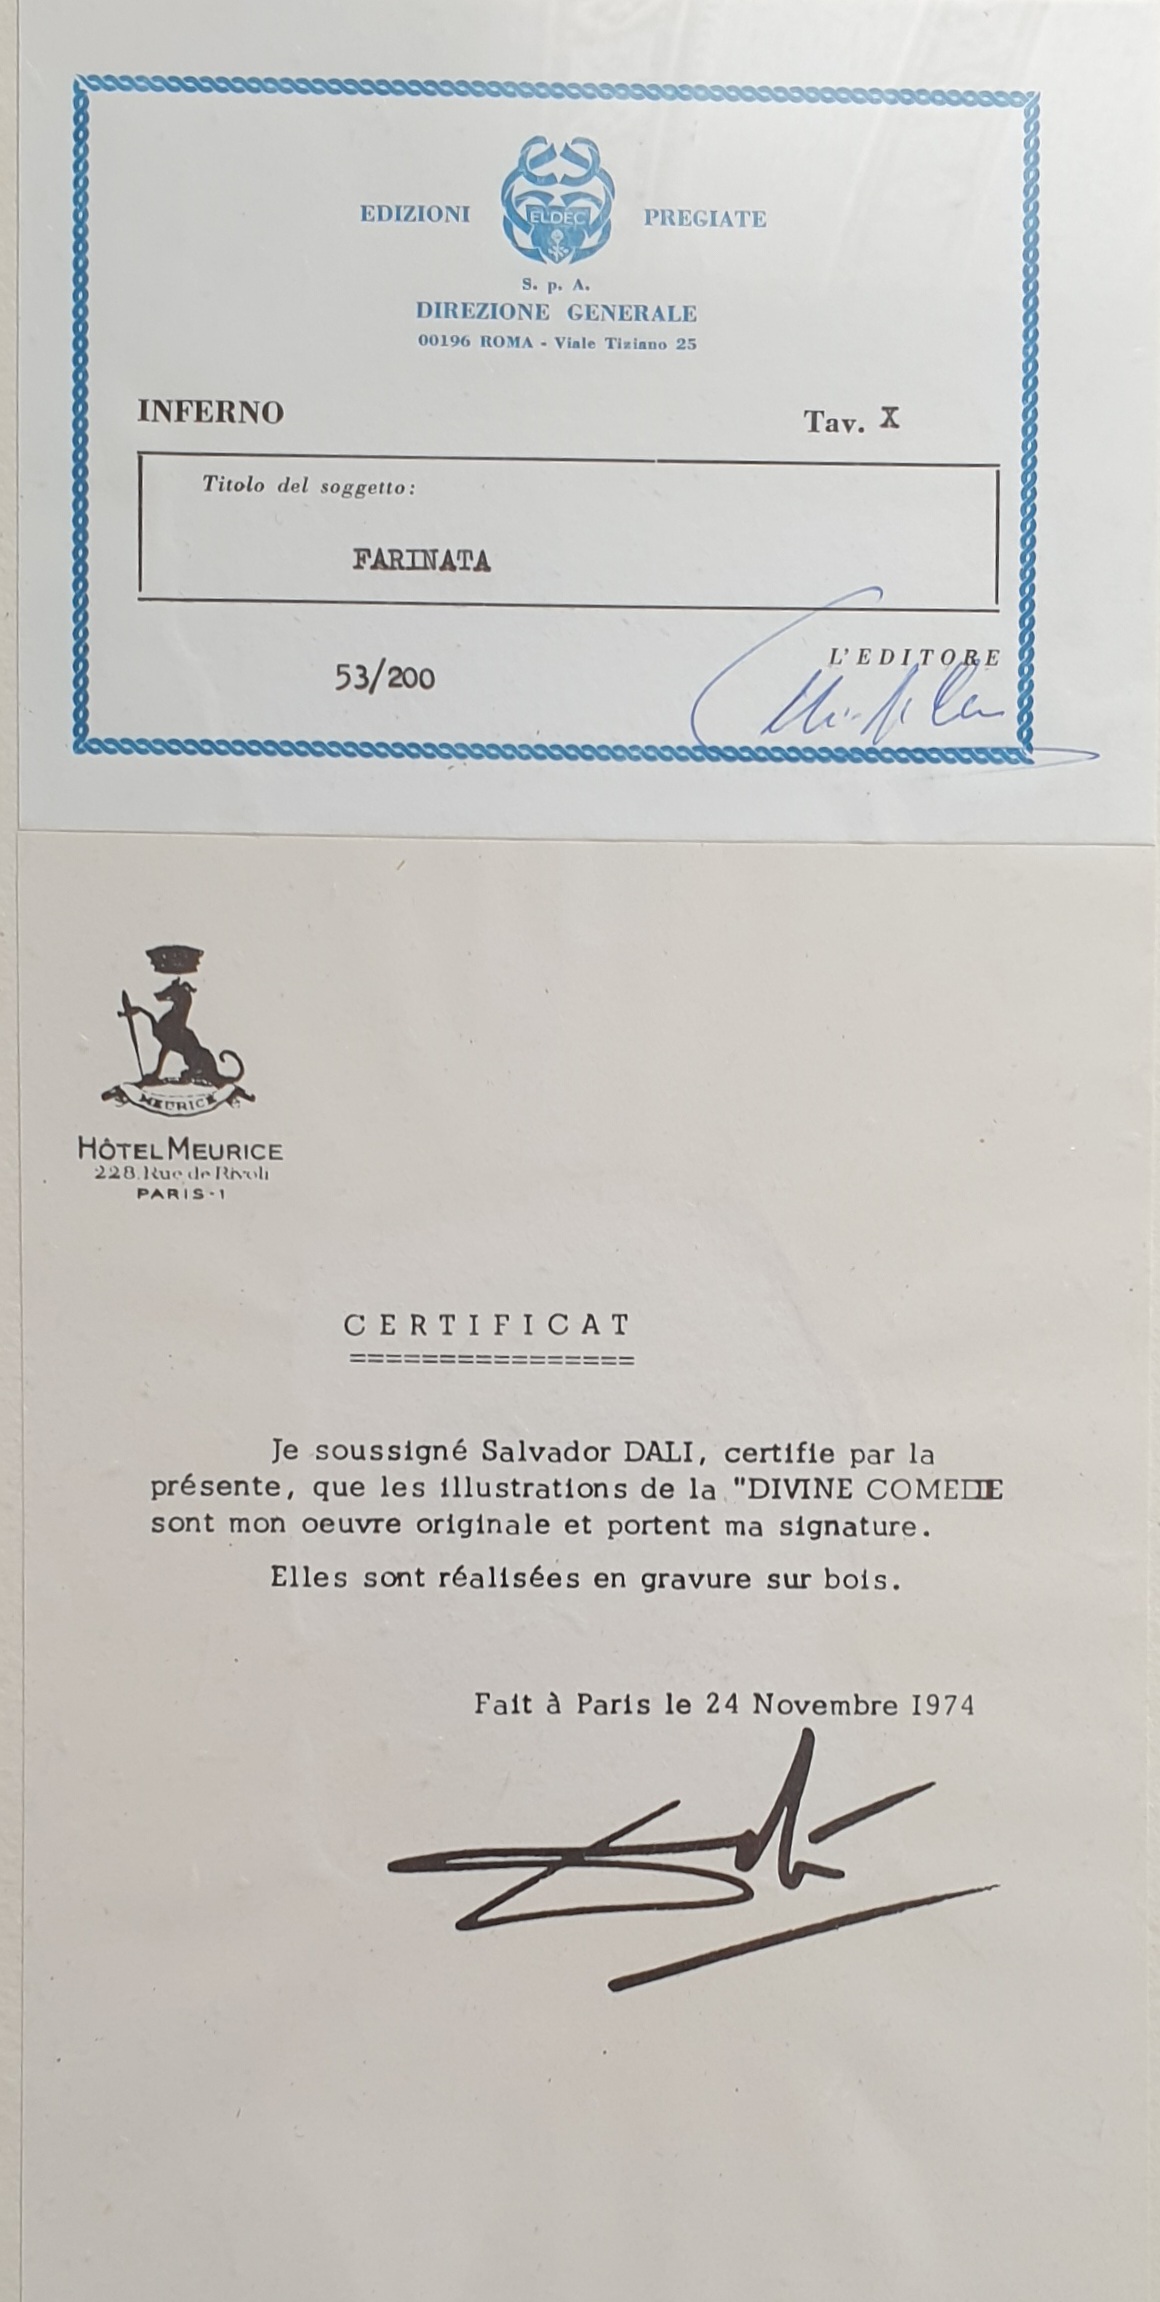 EDIZIONI ELDEC PREGIATE
S. p. A.
DIREZIONE GENERALE
00196 ROMA - Viale Tiziano 25
INFERNO Tav. X
Titolo del soggetto:
FARINATA
53/200
L'EDITORE
MEURICE
HÔTEL MEURICE
228, Rue de Rivoli
PARIS-1
CERTIFICAT
================
Je soussigné Salvador DALI, certifie par la
présente, que les illustrations de la "DIVINE COMEDIE
sont mon oeuvre originale et portent ma signature.
Elles sont réalisées en gravure sur bois.
Fait à Paris le 24 Novembre 1974
Dalí